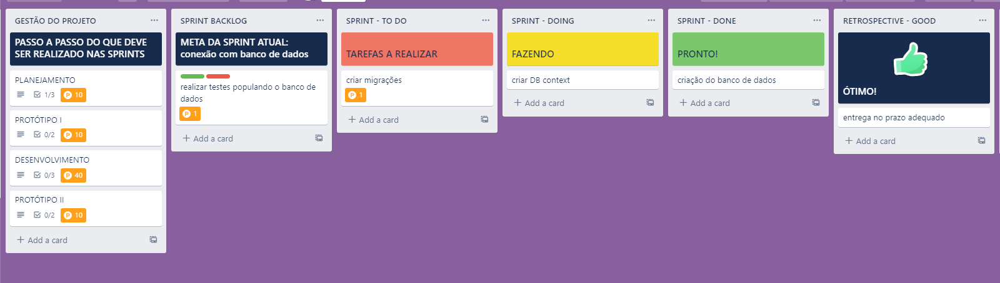 GESTÃO DO PROJETO
PASSO A PASSO DO QUE DEVE
SER REALIZADO NAS SPRINTS
PLANEJAMENTO
1/3 P 10
PROTÓTIPO I
0/2 P 10
DESENVOLVIMENTO
0/3 P 40
PROTÓTIPO II
0/2 P 10
+ Add a card
SPRINT BACKLOG
META DA SPRINT ATUAL:
conexão com banco de dados
realizar testes populando o banco de
dados
P 1
+ Add a card
SPRINT - TO DO
TAREFAS A REALIZAR
criar migrações
P 1
+ Add a card
SPRINT - DOING
FAZENDO
criar DB context
+ Add a card
SPRINT - DONE
PRONTO!
criação do banco de dados
+ Add a card
RETROSPECTIVE - GOOD
ÓTIMO!
entrega no prazo adequado
+ Add a card